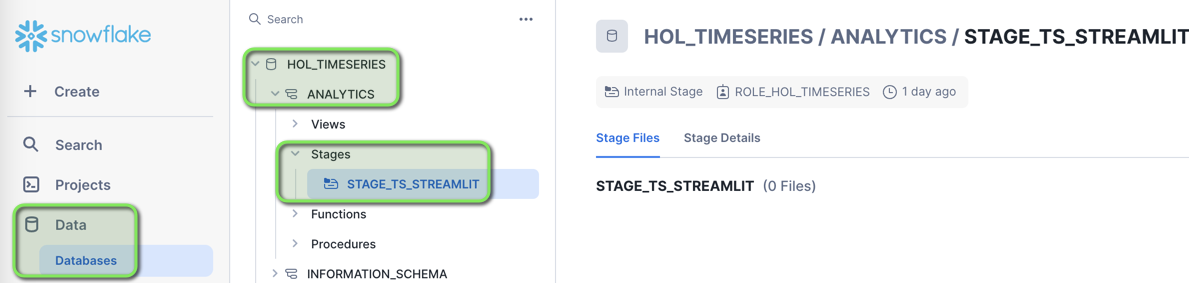 snowflake
Create
Search
Projects
Data
Databases
Search
HOL_TIMESERIES
ANALYTICS
Views
Stages
STAGE_TS_STREAMLIT
Functions
Procedures
INFORMATION_SCHEMA
HOL_TIMESERIES / ANALYTICS / STAGE_TS_STREAMLIT
Internal Stage ROLE_HOL_TIMESERIES 1 day ago
Stage Files Stage Details
STAGE_TS_STREAMLIT (0 Files)